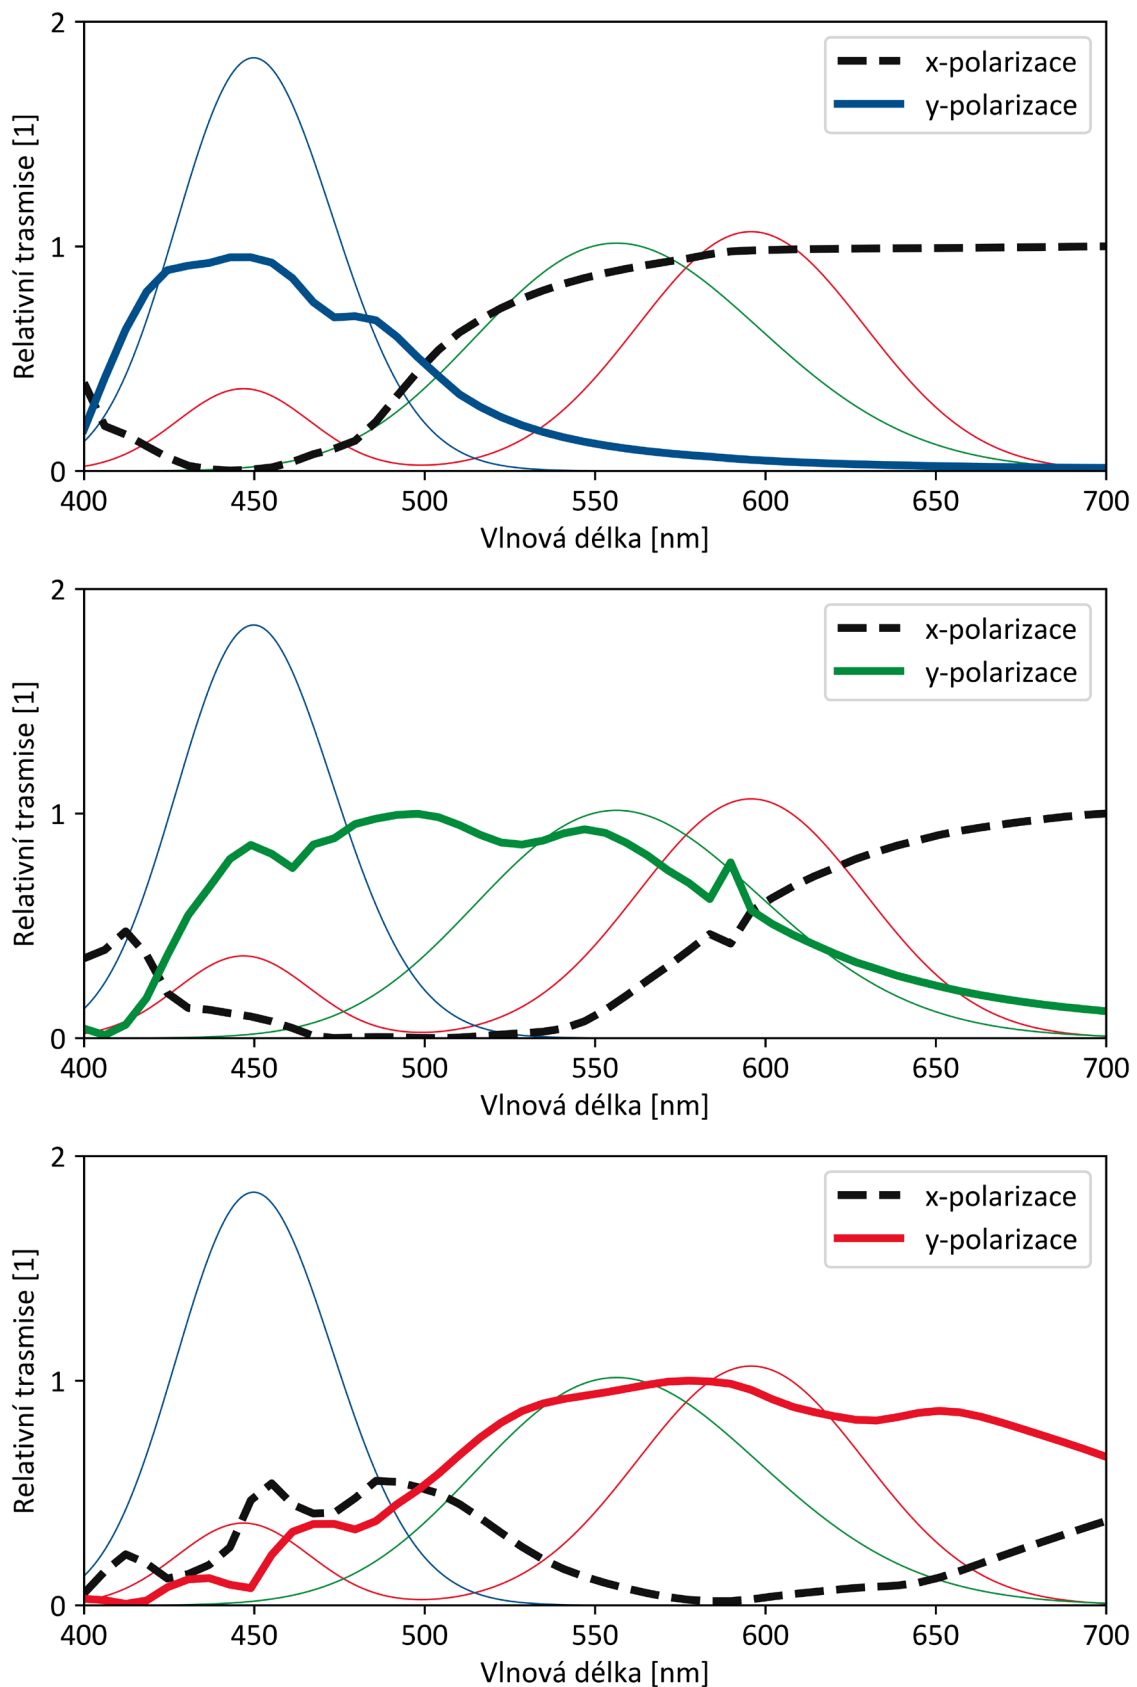 2
x-polarizace
y-polarizace
Relativní trasmise [1]
1
0
400 450 500 550 600 650 700
Vlnová délka [nm]
2
x-polarizace
y-polarizace
Relativní trasmise [1]
1
0
400 450 500 550 600 650 700
Vlnová délka [nm]
2
x-polarizace
y-polarizace
Relativní trasmise [1]
1
0
400 450 500 550 600 650 700
Vlnová délka [nm]